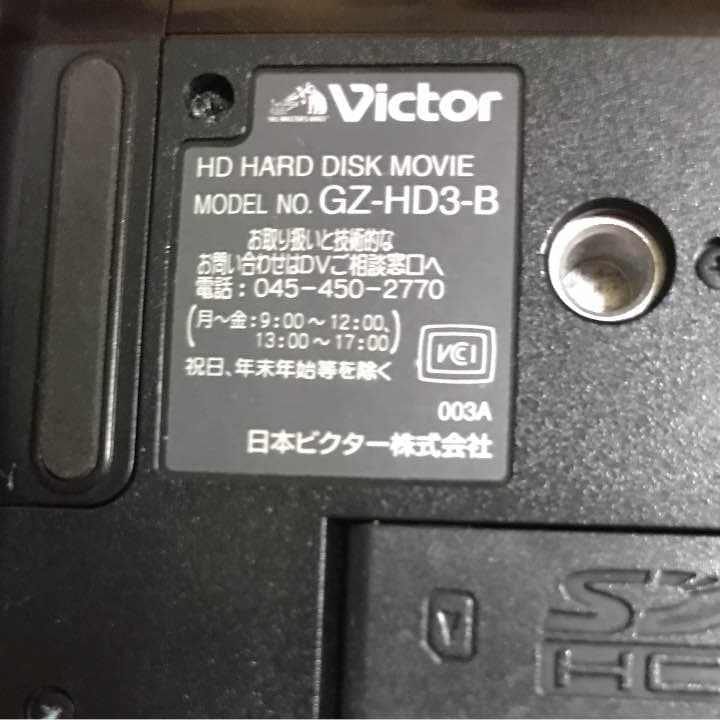 Victor
HD HARD DISK MOVIE
MODEL NO. GZ-HD3-B
お取り扱いと技術的な
お問い合わせはDVご相談窓口へ
電話：045-450-2770
(月～金：9:00～12:00、
13:00～17:00)
祝日、年末年始等を除く
VCCI
003A
日本ビクター株式会社
SD
HC